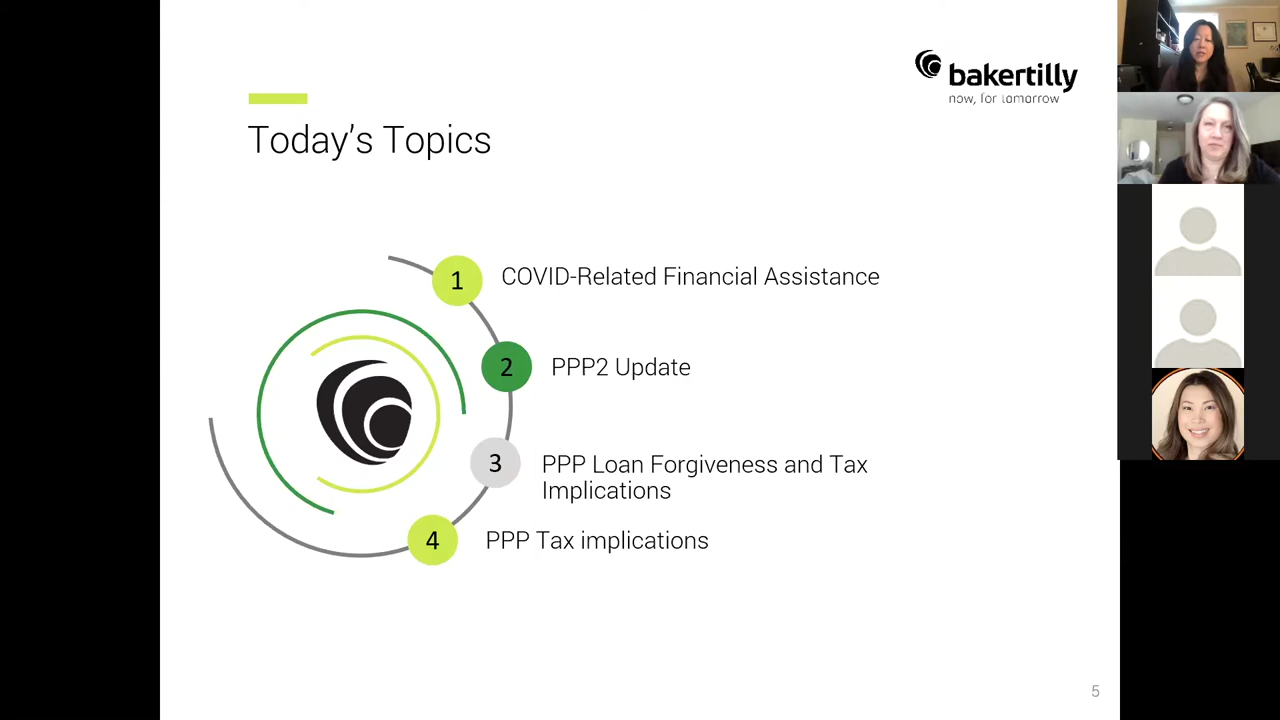 bakertilly
now, for tomorrow
Today's Topics
1 COVID-Related Financial Assistance
2 PPP2 Update
3 PPP Loan Forgiveness and Tax
Implications
4 PPP Tax implications
5